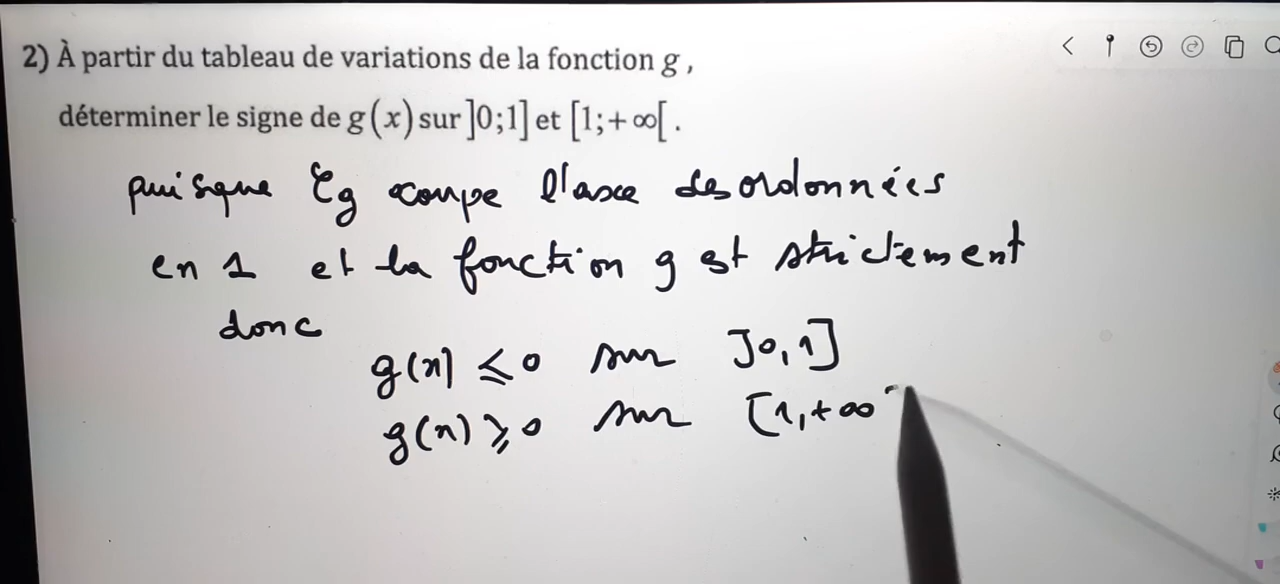 2) À partir du tableau de variations de la fonction g ,
déterminer le signe de g(x) sur ]0;1] et [1;+∞[ .
puisque Cg coupe l'axe des ordonnées
en 1 et la fonction g est strictement
donc
g(x) ⩽ 0 sur ]0,1]
g(x) ⩾ 0 sur [1,+∞